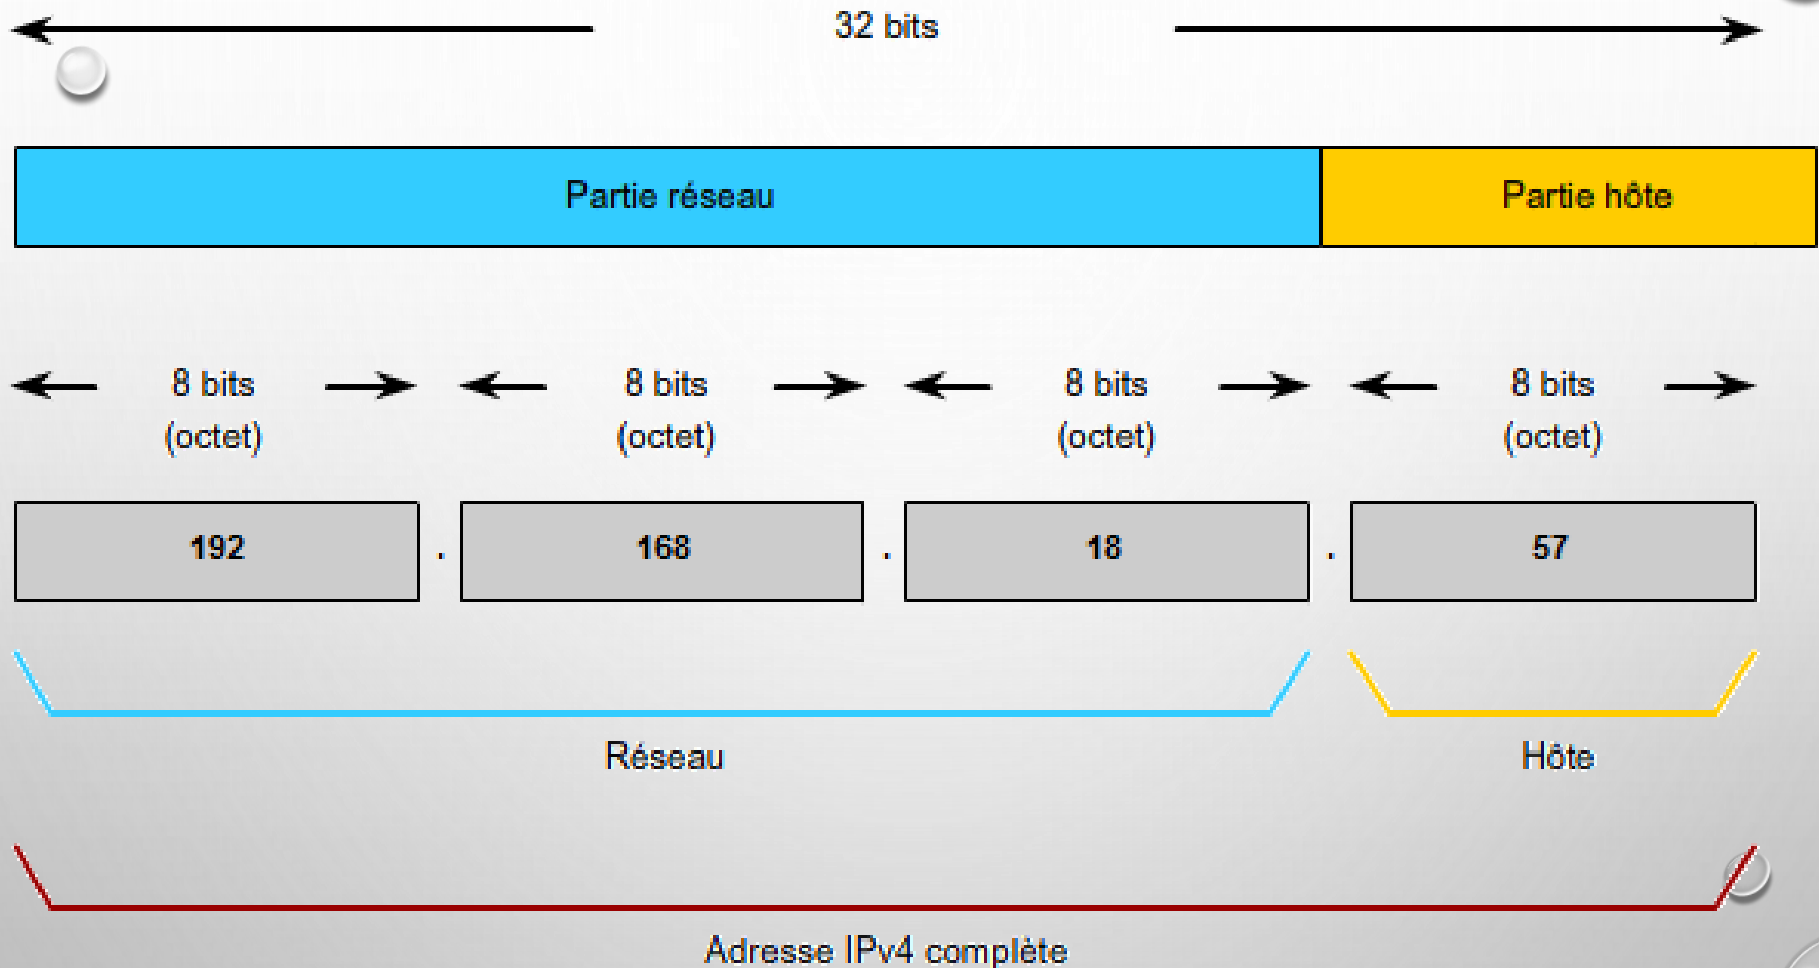 32 bits
Partie réseau Partie hôte
8 bits 8 bits 8 bits 8 bits
(octet) (octet) (octet) (octet)
192 . 168 . 18 . 57
Réseau Hôte
Adresse IPv4 complète